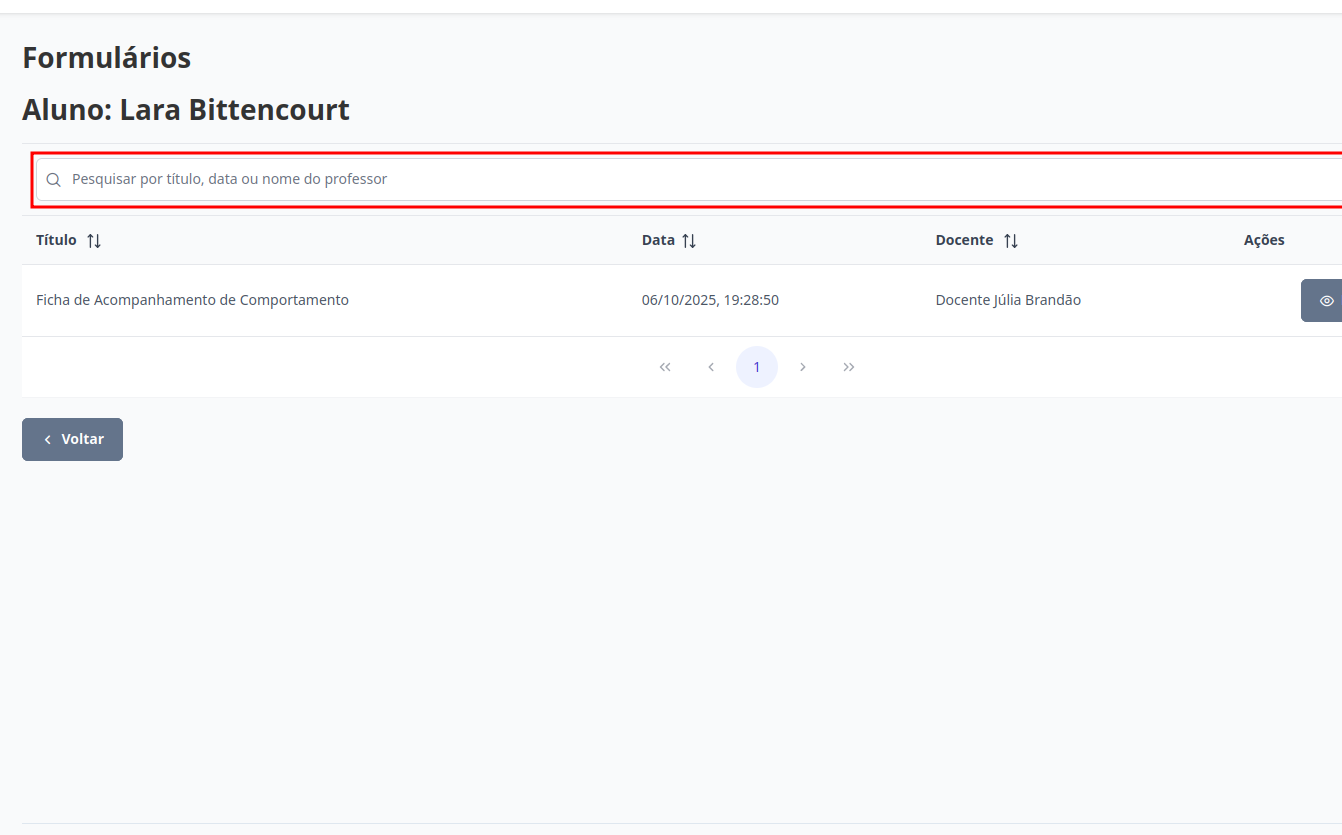 Formulários
Aluno: Lara Bittencourt
Pesquisar por título, data ou nome do professor
Título Data Docente Ações
Ficha de Acompanhamento de Comportamento 06/10/2025, 19:28:50 Docente Júlia Brandão
1
Voltar